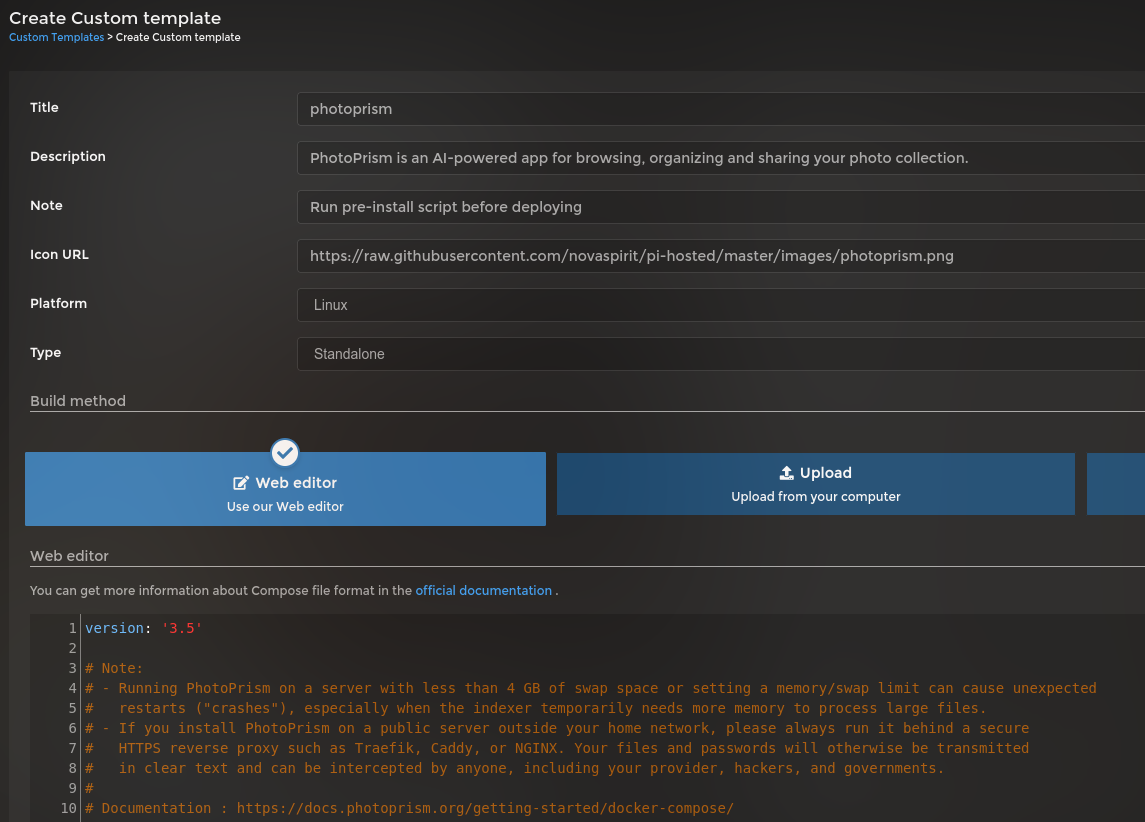 Create Custom template
Custom Templates > Create Custom template
Title
photoprism
Description
PhotoPrism is an AI-powered app for browsing, organizing and sharing your photo collection.
Note
Run pre-install script before deploying
Icon URL
https://raw.githubusercontent.com/novaspirit/pi-hosted/master/images/photoprism.png
Platform
Linux
Type
Standalone
Build method
Web editor
Use our Web editor
Upload
Upload from your computer
Web editor
You can get more information about Compose file format in the official documentation .
1 version: '3.5'
2
3 # Note:
4 # - Running PhotoPrism on a server with less than 4 GB of swap space or setting a memory/swap limit can cause unexpected
5 #   restarts ("crashes"), especially when the indexer temporarily needs more memory to process large files.
6 # - If you install PhotoPrism on a public server outside your home network, please always run it behind a secure
7 #   HTTPS reverse proxy such as Traefik, Caddy, or NGINX. Your files and passwords will otherwise be transmitted
8 #   in clear text and can be intercepted by anyone, including your provider, hackers, and governments.
9 #
10 # Documentation : https://docs.photoprism.org/getting-started/docker-compose/